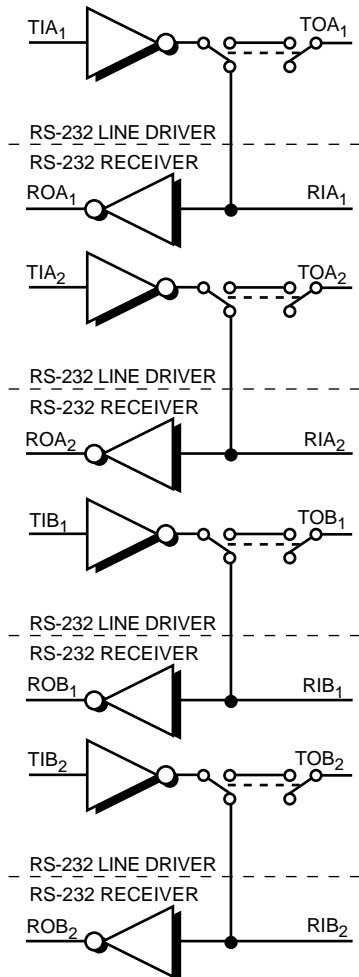 TIA1 TOA1
RS-232 LINE DRIVER
RS-232 RECEIVER
ROA1 RIA1
TIA2 TOA2
RS-232 LINE DRIVER
RS-232 RECEIVER
ROA2 RIA2
TIB1 TOB1
RS-232 LINE DRIVER
RS-232 RECEIVER
ROB1 RIB1
TIB2 TOB2
RS-232 LINE DRIVER
RS-232 RECEIVER
ROB2 RIB2